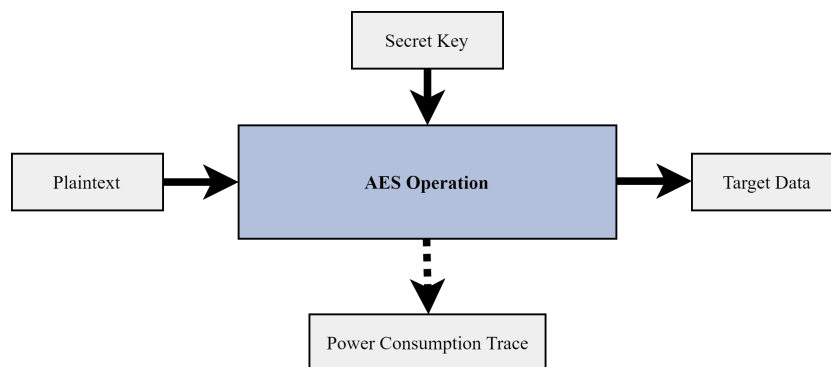 Secret Key
Plaintext
AES Operation
Target Data
Power Consumption Trace